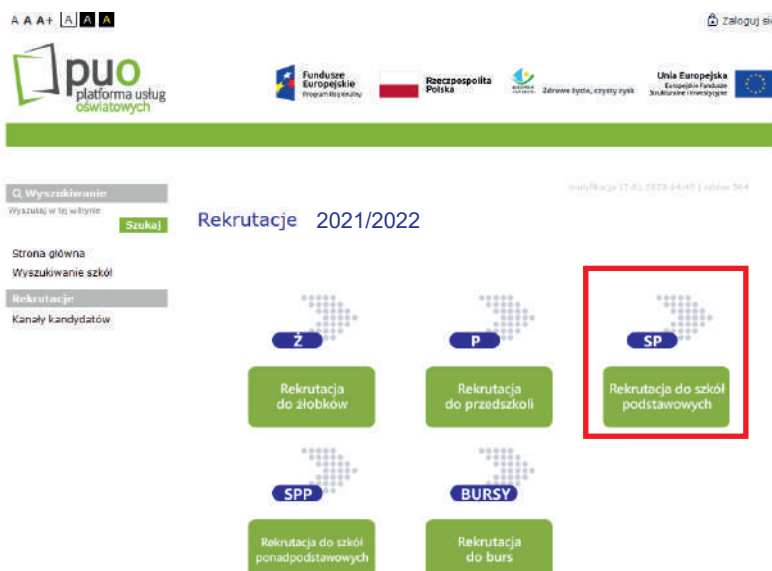 A A A+ A A A
Zaloguj się
puo
platforma usług
oświatowych
Fundusze
Europejskie
Program Regionalny
Rzeczpospolita
Polska
Zdrowe życie, czysty zysk
Unia Europejska
Europejskie Fundusze
Strukturalne i Inwestycyjne
Wyszukiwanie
Wyszukaj w tej witrynie
Szukaj
Rekrutacje 2021/2022
Strona główna
Wyszukiwanie szkół
Rekrutacje
Kanały kandydatów
Ż
P
SP
Rekrutacja
do żłobków
Rekrutacja
do przedszkoli
Rekrutacja do szkół
podstawowych
SPP
BURSY
Rekrutacja do szkół
ponadpodstawowych
Rekrutacja
do burs